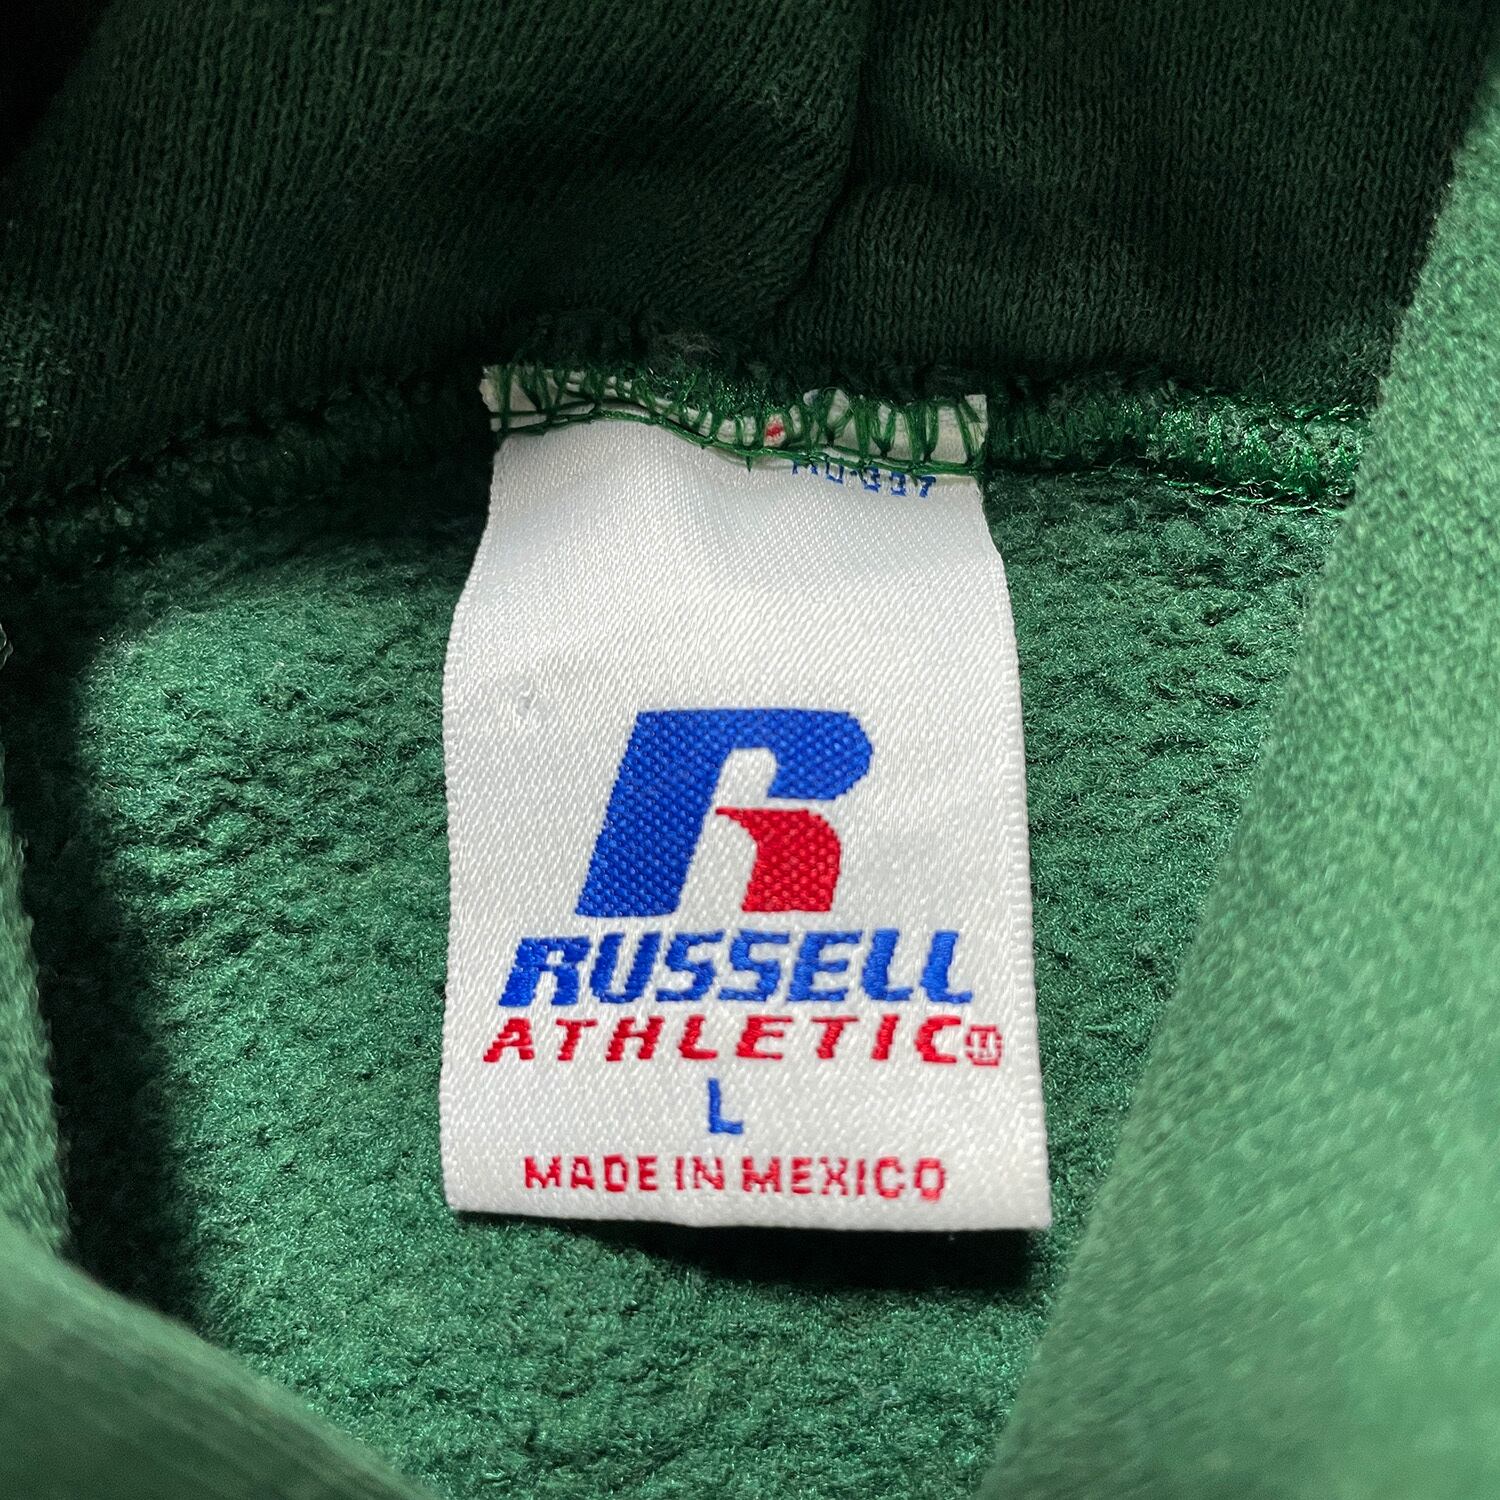 RUSSELL
ATHLETIC®
L
MADE IN MEXICO